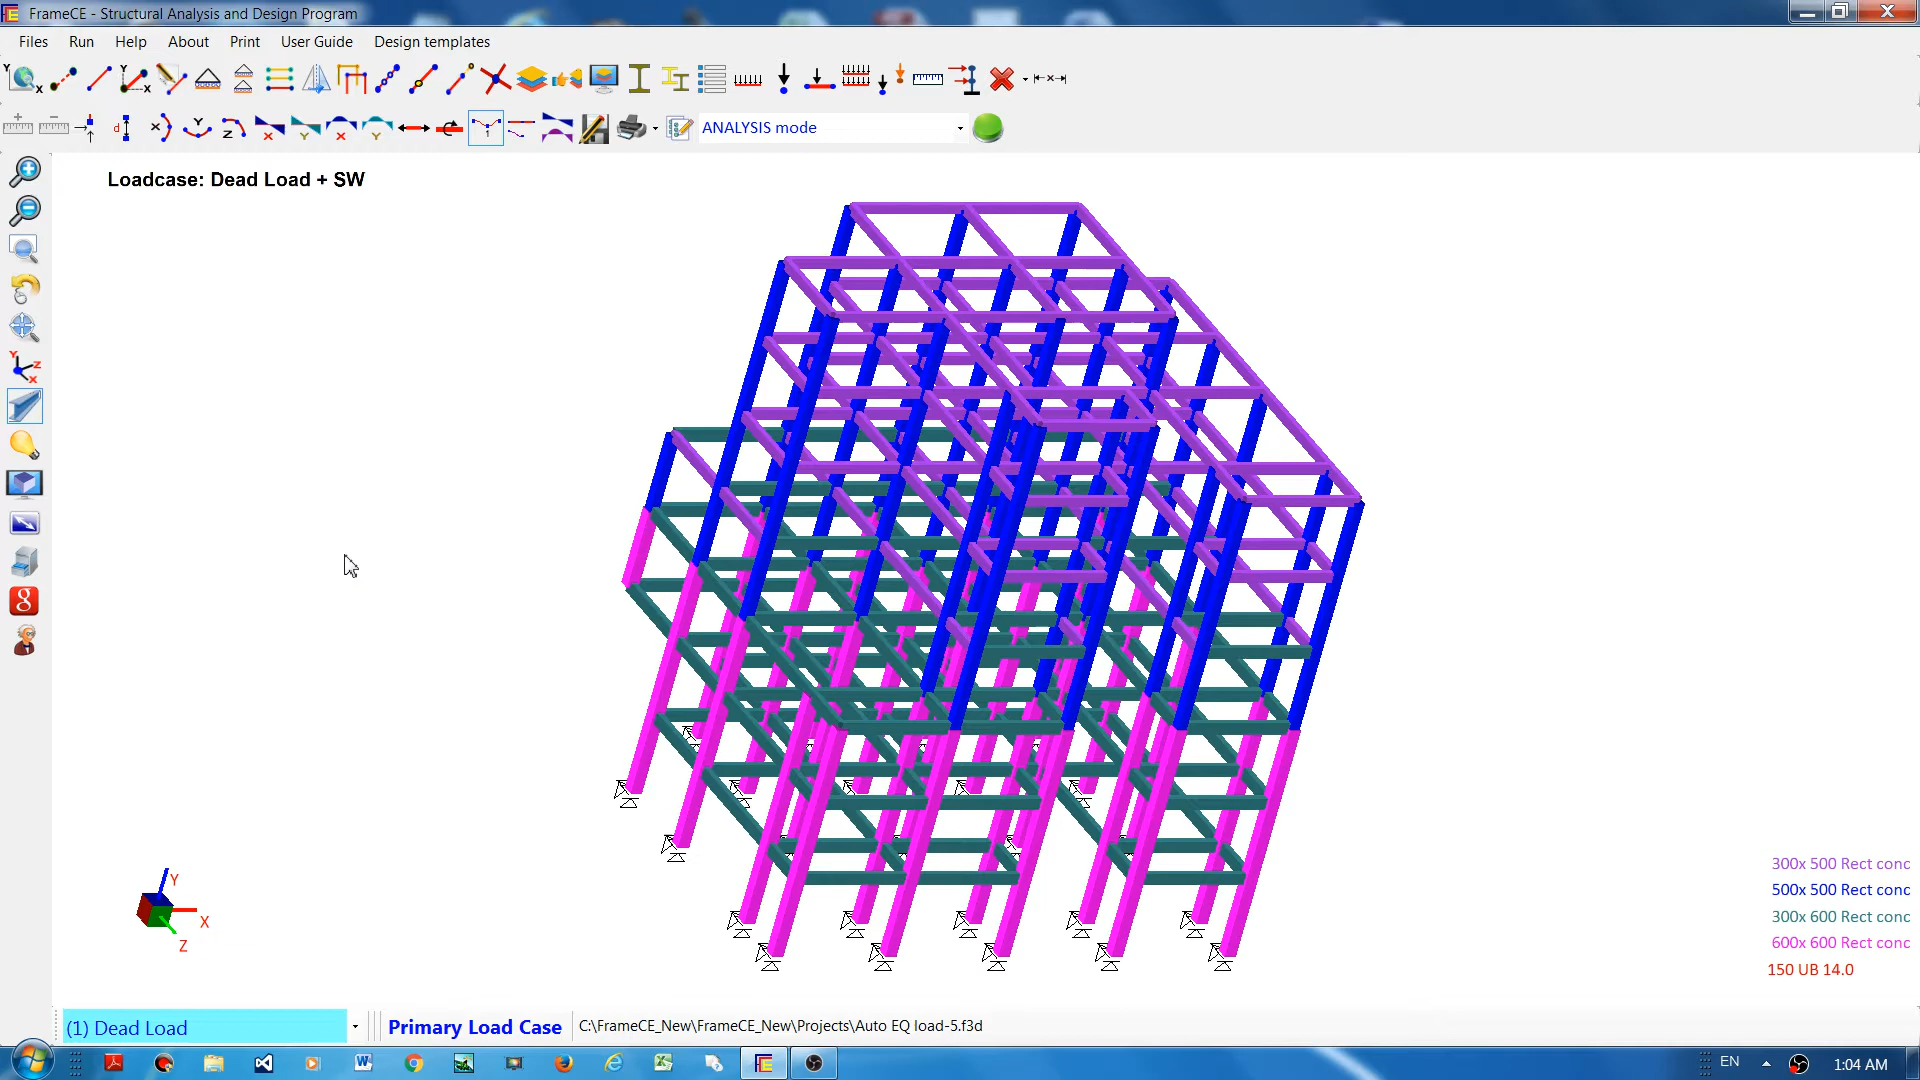 FrameCE - Structural Analysis and Design Program
Files Run Help About Print User Guide Design templates
ANALYSIS mode
Loadcase: Dead Load + SW
300x 500 Rect conc
500x 500 Rect conc
300x 600 Rect conc
600x 600 Rect conc
150 UB 14.0
Y
X
Z
(1) Dead Load
Primary Load Case
C:\FrameCE_New\FrameCE_New\Projects\Auto EQ load-5.f3d
EN
1:04 AM